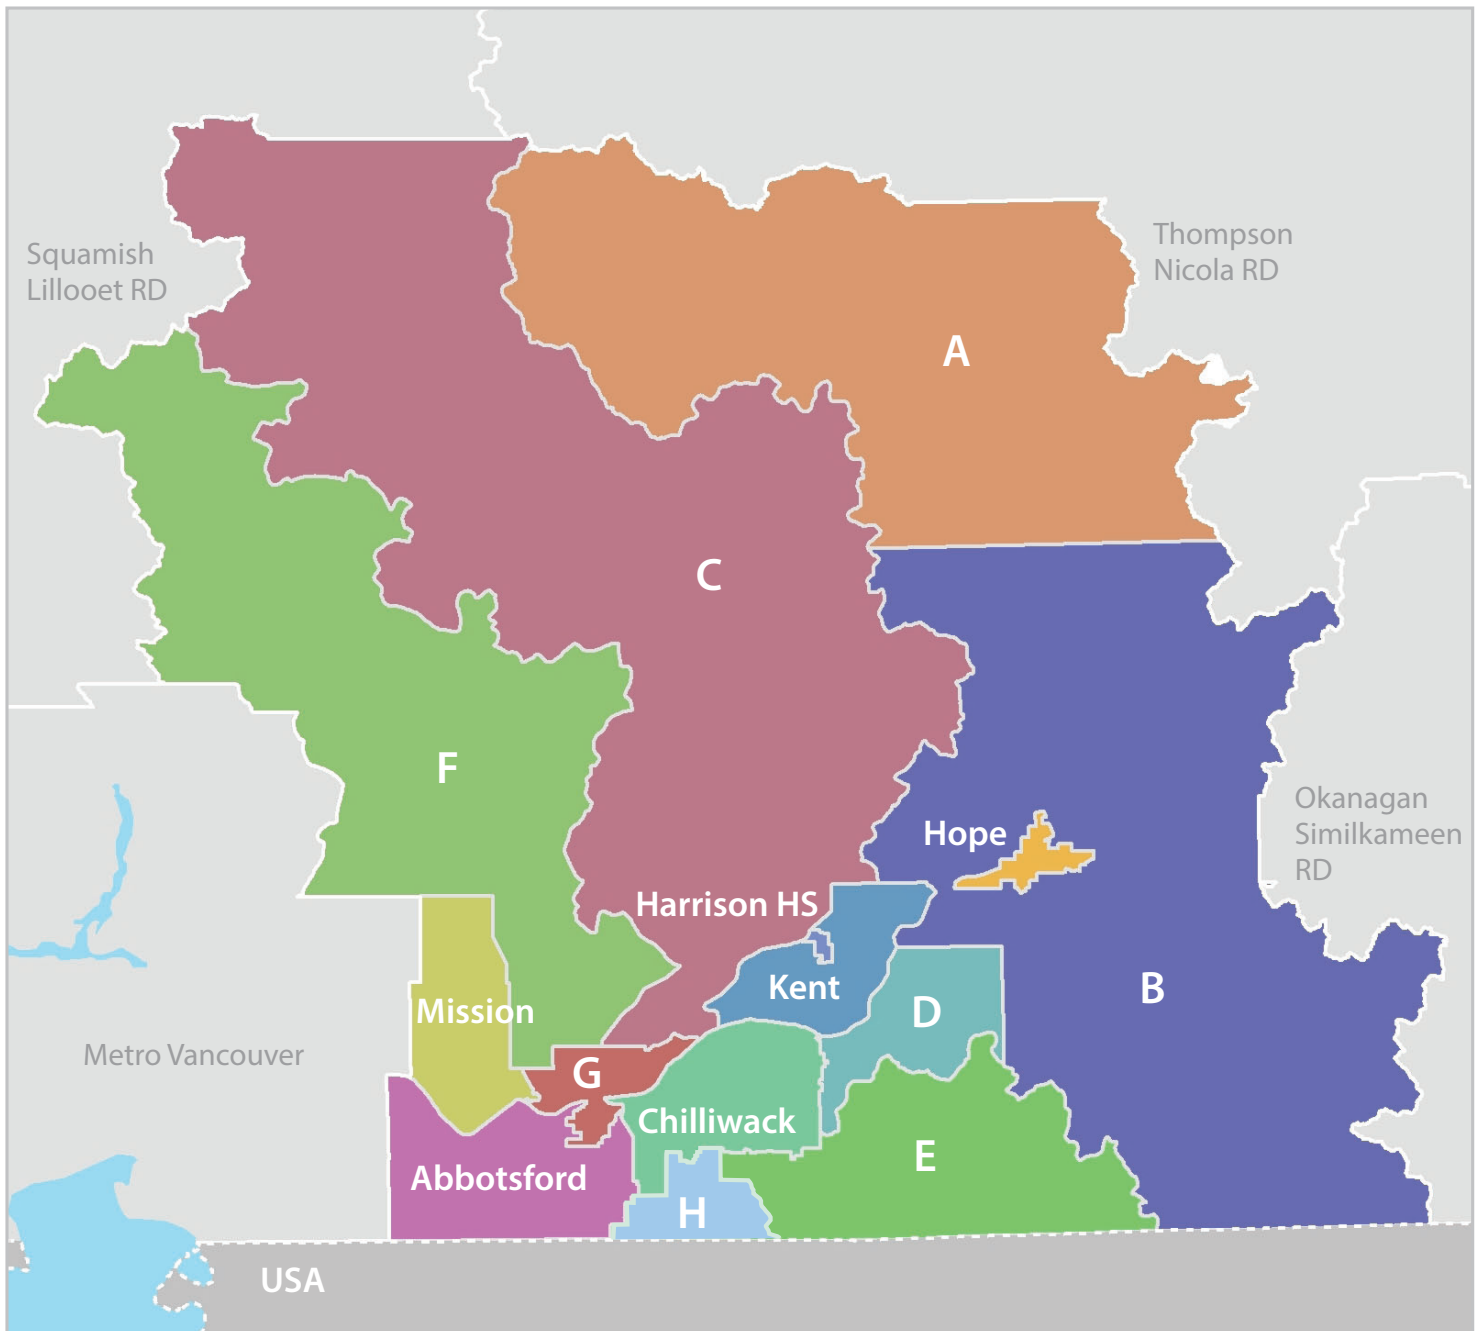 Squamish
Lillooet RD
Thompson
Nicola RD
A
C
F
Hope
Okanagan
Similkameen
RD
Harrison HS
Kent
B
Mission
D
Metro Vancouver
G
Chilliwack
E
Abbotsford
H
USA